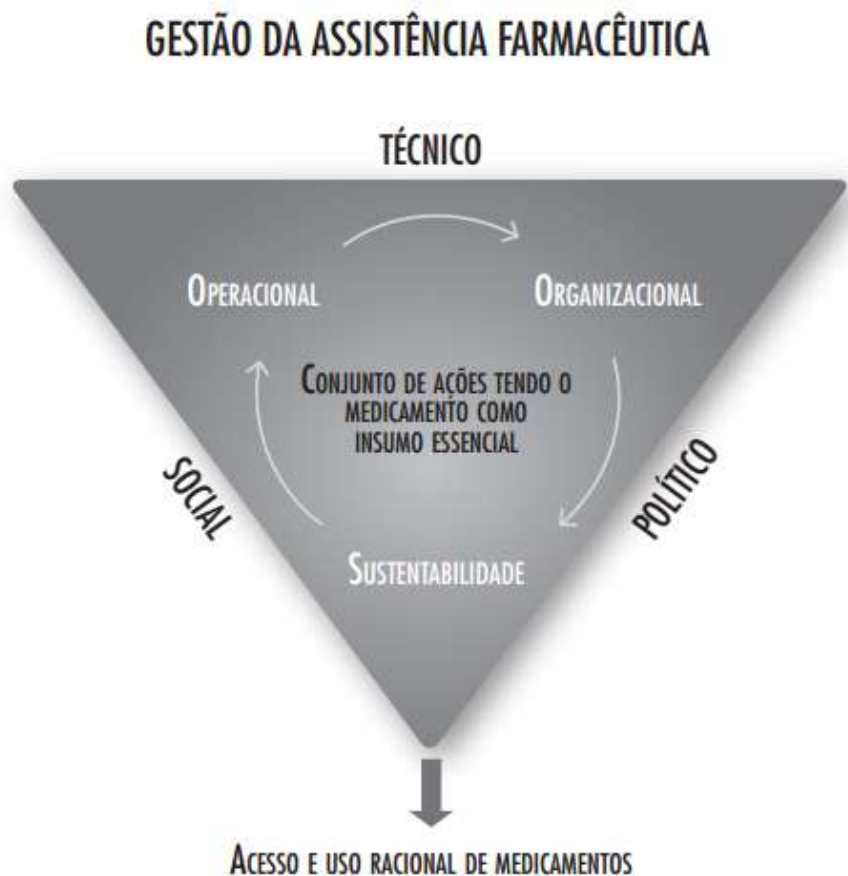 GESTÃO DA ASSISTÊNCIA FARMACÊUTICA
TÉCNICO
OPERACIONAL
ORGANIZACIONAL
CONJUNTO DE AÇÕES TENDO O
MEDICAMENTO COMO
INSUMO ESSENCIAL
SOCIAL
POLÍTICO
SUSTENTABILIDADE
ACESSO E USO RACIONAL DE MEDICAMENTOS